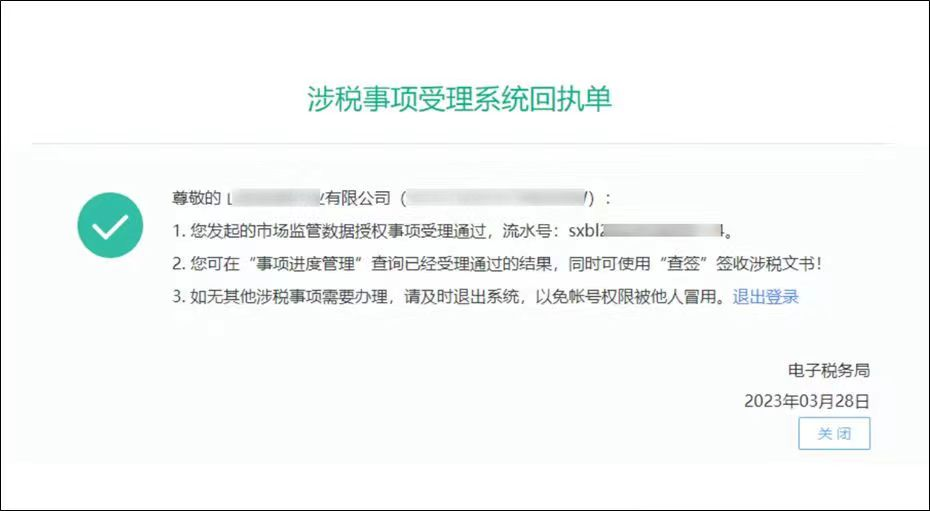 涉税事项受理系统回执单
尊敬的 有限公司（ ）：
1. 您发起的市场监管数据授权事项受理通过，流水号：sxbl 。
2. 您可在“事项进度管理”查询已经受理通过的结果，同时可使用“查签”签收涉税文书！
3. 如无其他涉税事项需要办理，请及时退出系统，以免帐号权限被他人冒用。退出登录
电子税务局
2023年03月28日
关闭